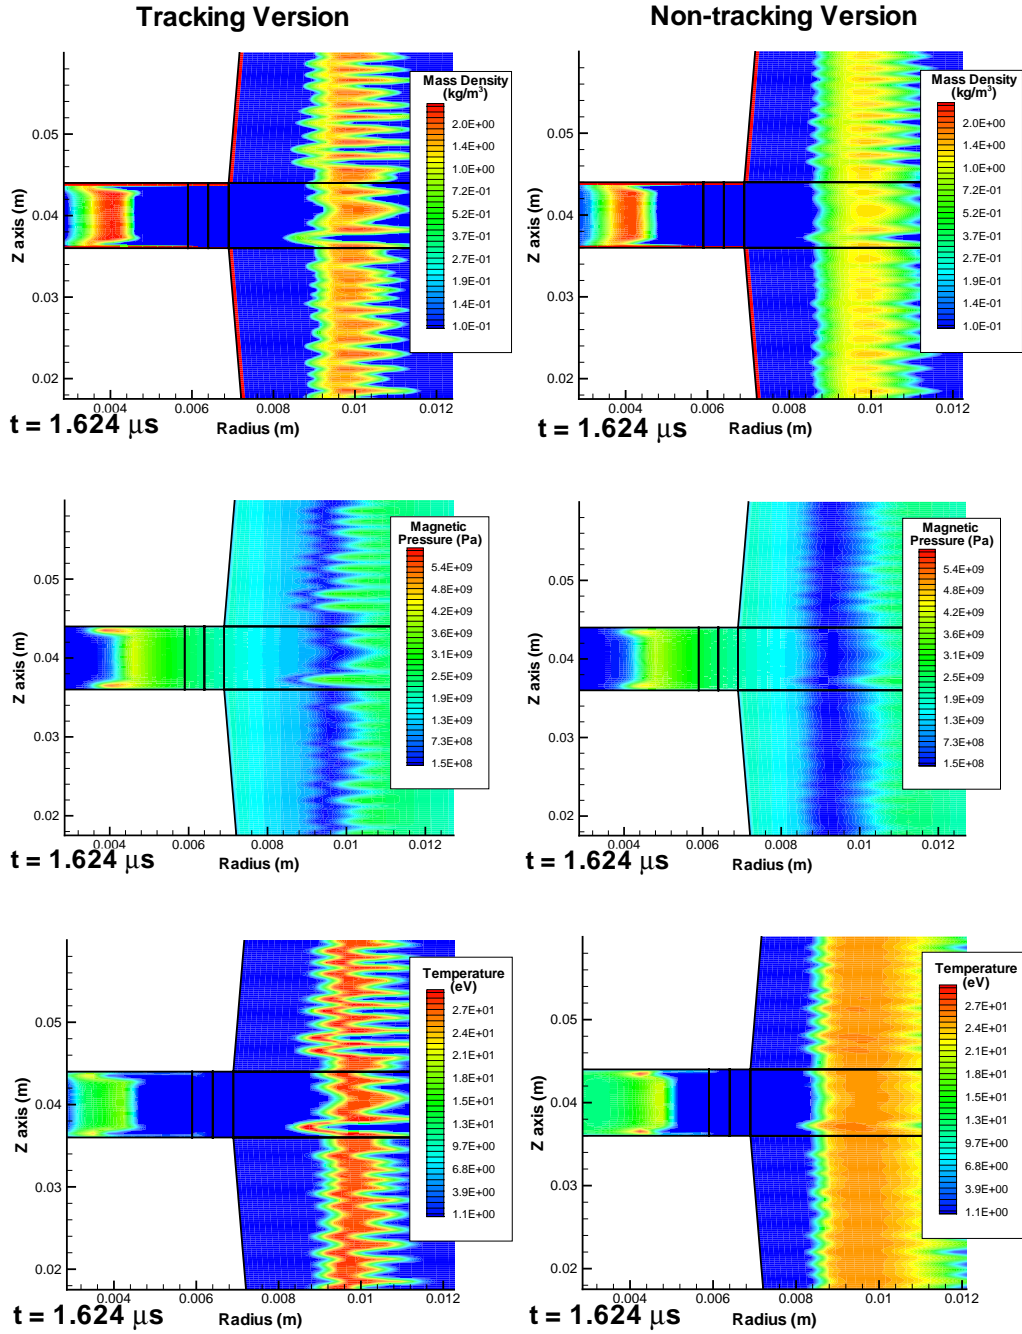 Tracking Version
Non-tracking Version
Mass Density
(kg/m³)
2.0E+00
1.4E+00
1.0E+00
7.2E-01
5.2E-01
3.7E-01
2.7E-01
1.9E-01
1.4E-01
1.0E-01
Z axis (m)
0.05
0.04
0.03
0.02
0.004
0.006
0.008
0.01
0.012
Radius (m)
t = 1.624 μs
Mass Density
(kg/m³)
2.0E+00
1.4E+00
1.0E+00
7.2E-01
5.2E-01
3.7E-01
2.7E-01
1.9E-01
1.4E-01
1.0E-01
Z axis (m)
0.05
0.04
0.03
0.02
0.004
0.006
0.008
0.01
0.012
Radius (m)
t = 1.624 μs
Magnetic
Pressure (Pa)
5.4E+09
4.8E+09
4.2E+09
3.6E+09
3.1E+09
2.5E+09
1.9E+09
1.3E+09
7.3E+08
1.5E+08
Z axis (m)
0.05
0.04
0.03
0.02
0.004
0.006
0.008
0.01
0.012
Radius (m)
t = 1.624 μs
Magnetic
Pressure (Pa)
5.4E+09
4.8E+09
4.2E+09
3.6E+09
3.1E+09
2.5E+09
1.9E+09
1.3E+09
7.3E+08
1.5E+08
Z axis (m)
0.05
0.04
0.03
0.02
0.004
0.006
0.008
0.01
0.012
Radius (m)
t = 1.624 μs
Temperature
(eV)
2.7E+01
2.4E+01
2.1E+01
1.8E+01
1.5E+01
1.3E+01
9.7E+00
6.8E+00
3.9E+00
1.1E+00
Z axis (m)
0.05
0.04
0.03
0.02
0.004
0.006
0.008
0.01
0.012
Radius (m)
t = 1.624 μs
Temperature
(eV)
2.7E+01
2.4E+01
2.1E+01
1.8E+01
1.5E+01
1.3E+01
9.7E+00
6.8E+00
3.9E+00
1.1E+00
Z axis (m)
0.05
0.04
0.03
0.02
0.004
0.006
0.008
0.01
0.012
Radius (m)
t = 1.624 μs